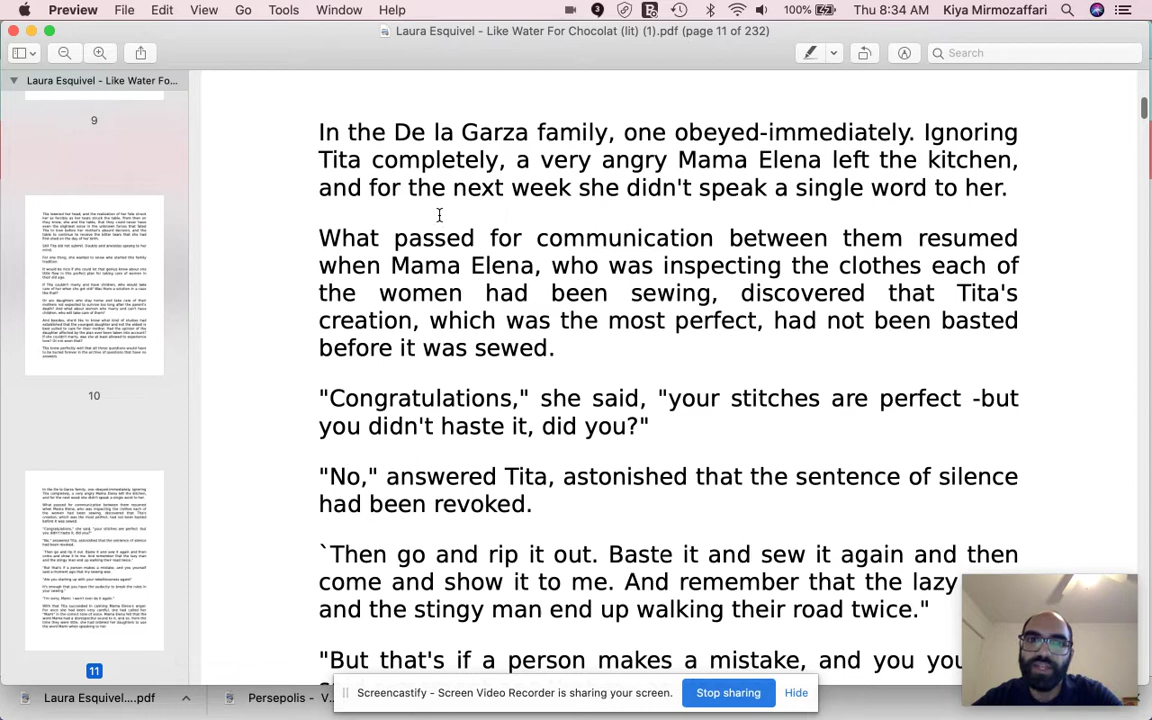 Preview File Edit View Go Tools Window Help 3 100% Thu 8:34 AM Kiya Mirmozaffari
Laura Esquivel - Like Water For Chocolat (lit) (1).pdf (page 11 of 232)
Search
Laura Esquivel - Like Water Fo...
9
10
11
In the De la Garza family, one obeyed-immediately. Ignoring
Tita completely, a very angry Mama Elena left the kitchen,
and for the next week she didn't speak a single word to her.
What passed for communication between them resumed
when Mama Elena, who was inspecting the clothes each of
the women had been sewing, discovered that Tita's
creation, which was the most perfect, had not been basted
before it was sewed.
"Congratulations," she said, "your stitches are perfect -but
you didn't haste it, did you?"
"No," answered Tita, astonished that the sentence of silence
had been revoked.
`Then go and rip it out. Baste it and sew it again and then
come and show it to me. And remember that the lazy
and the stingy man end up walking their road twice."
"But that's if a person makes a mistake, and you
Screencastify - Screen Video Recorder is sharing your screen. Stop sharing Hide
Laura Esquivel....pdf Persepolis -